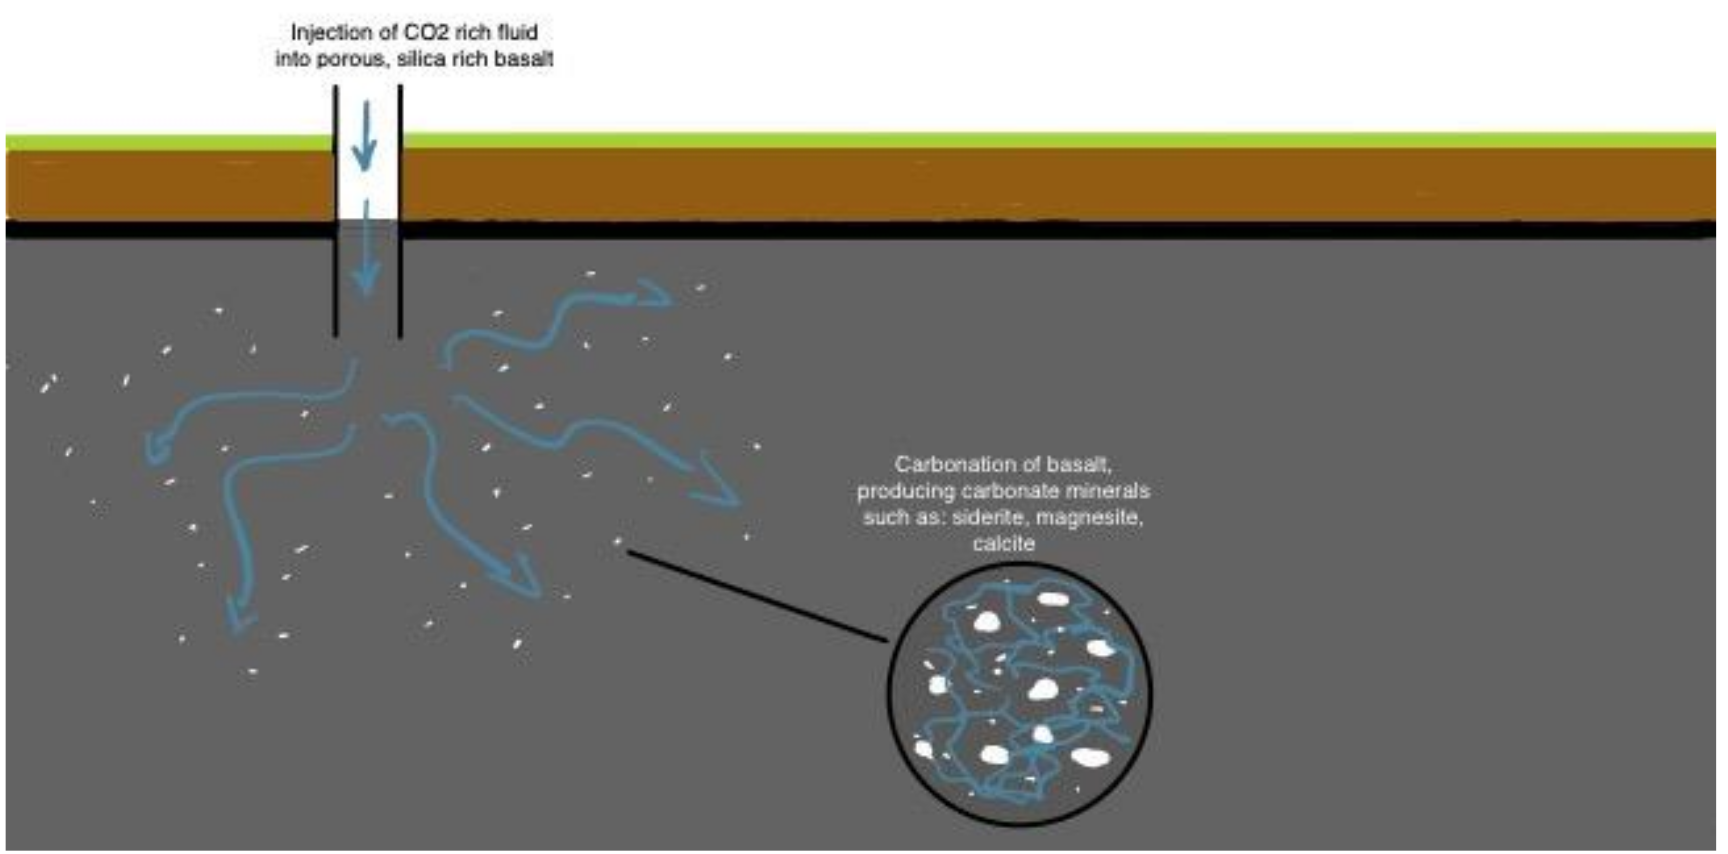 Injection of CO2 rich fluid
into porous, silica rich basalt
Carbonation of basalt,
producing carbonate minerals
such as: siderite, magnesite,
calcite